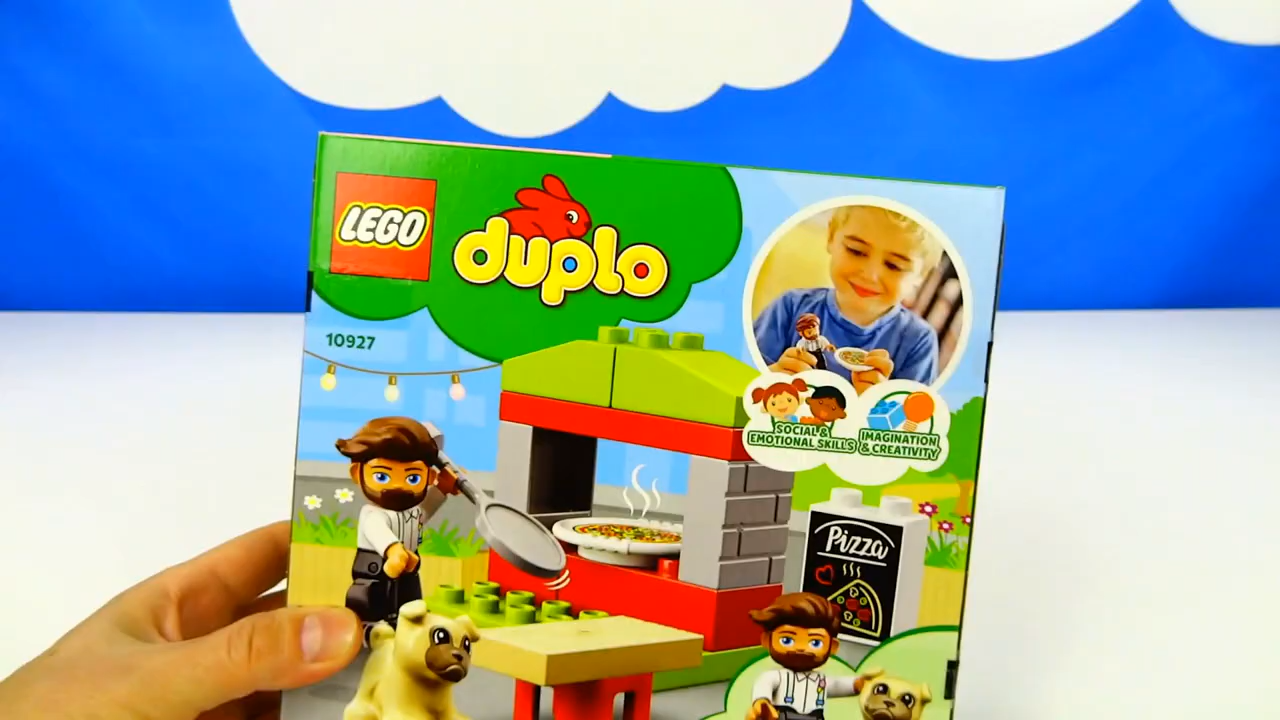 LEGO
duplo
10927
SOCIAL &
EMOTIONAL SKILLS
IMAGINATION
& CREATIVITY
Pizza